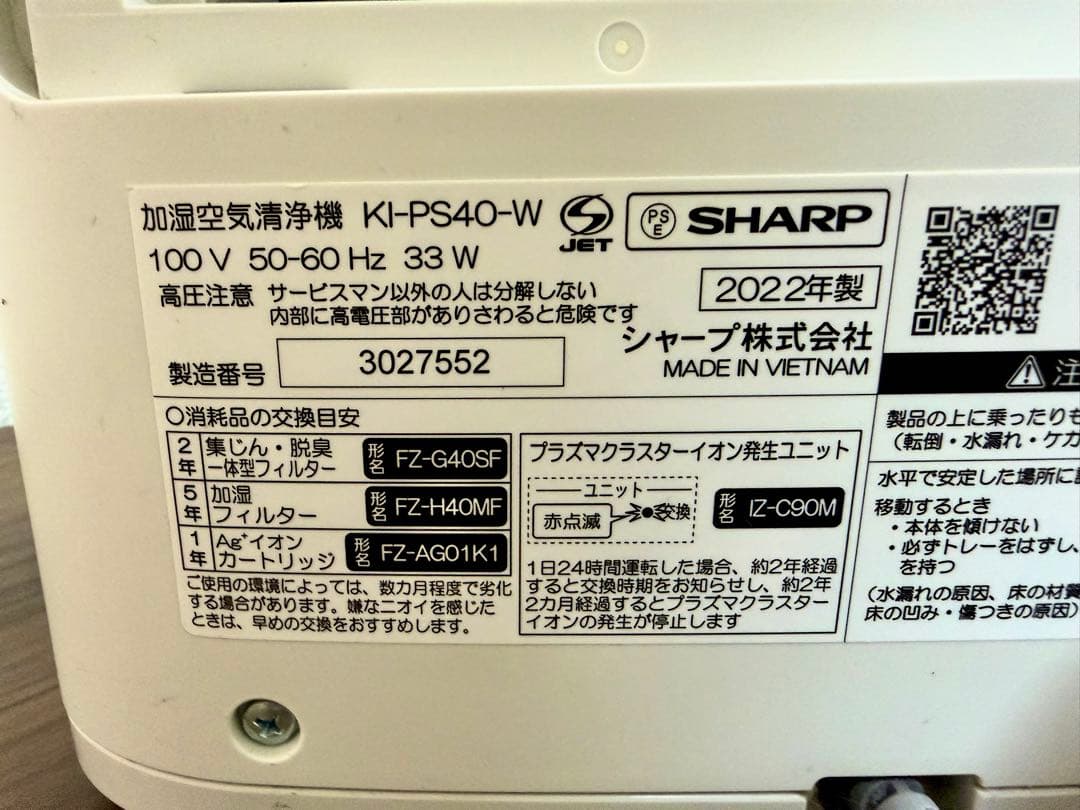 加湿空気清浄機 KI-PS40-W
JET
PS
E
SHARP
100 V 50-60 Hz 33 W
2022年製
高圧注意 サービスマン以外の人は分解しない
内部に高電圧部がありさわると危険です
シャープ株式会社
MADE IN VIETNAM
製造番号 3027552
○消耗品の交換目安
2年 集じん・脱臭一体型フィルター 形名 FZ-G40SF
5年 加湿フィルター 形名 FZ-H40MF
1年 Ag⁺イオンカートリッジ 形名 FZ-AG01K1
ご使用の環境によっては、数カ月程度で劣化
する場合があります。嫌なニオイを感じた
ときは、早めの交換をおすすめします。
プラズマクラスターイオン発生ユニット
ユニット
赤点滅
交換
形名 IZ-C90M
1日24時間運転した場合、約2年経過
すると交換時期をお知らせし、約2年
2カ月経過するとプラズマクラスター
イオンの発生が停止します
注
製品の上に乗ったりも
(転倒・水漏れ・ケガ
水平で安定した場所に
移動するとき
・本体を傾けない
・必ずトレーをはずし、
を持つ
(水漏れの原因、床の材質
床の凹み・傷つきの原因)